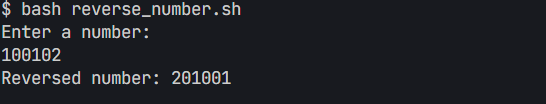 $ bash reverse_number.sh
Enter a number:
100102
Reversed number: 201001